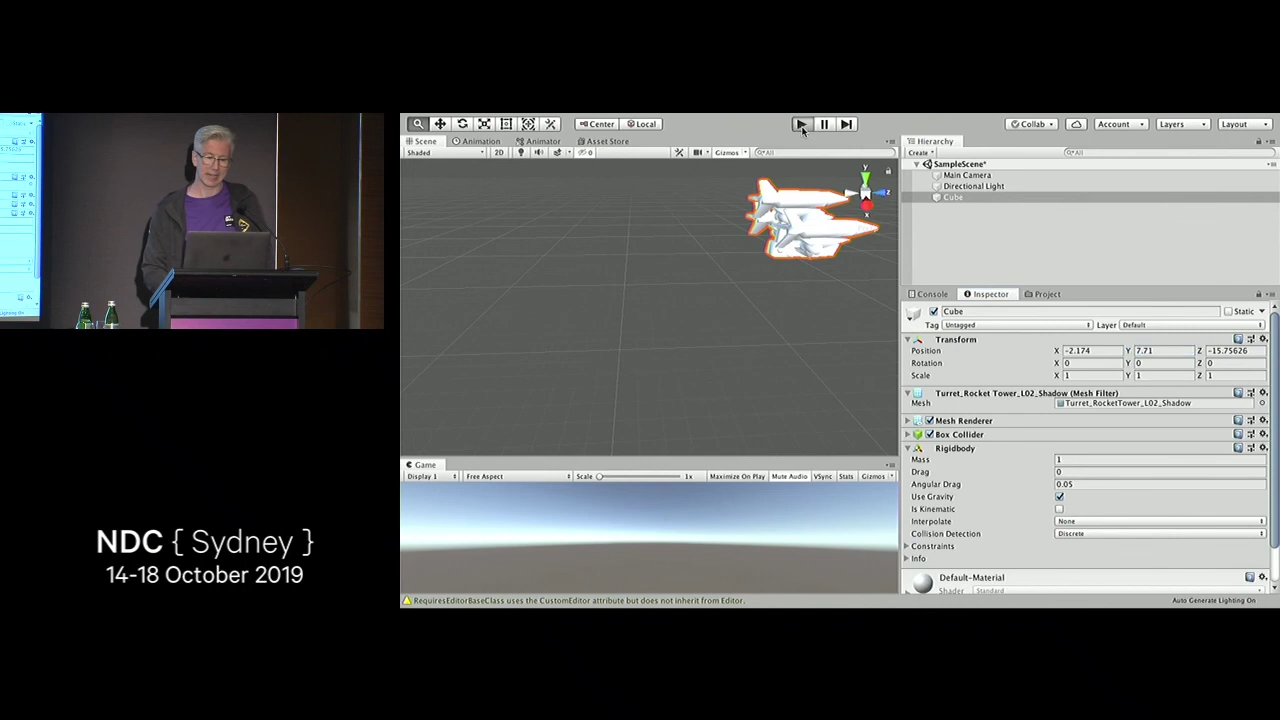 Center
Local
Collab
Account
Layers
Layout
Scene
Animation
Animator
Asset Store
Hierarchy
Shaded
2D
0
Gizmos
All
Create
All
SampleScene*
Main Camera
Directional Light
Cube
y
z
x
Console
Inspector
Project
Cube
Static
Tag Untagged
Layer Default
Transform
Position X -2.174 Y 7.71 Z -15.75626
Rotation X 0 Y 0 Z 0
Scale X 1 Y 1 Z 1
Turret_Rocket Tower_L02_Shadow (Mesh Filter)
Mesh Turret_RocketTower_L02_Shadow
Mesh Renderer
Box Collider
Rigidbody
Mass 1
Drag 0
Angular Drag 0.05
Use Gravity
Is Kinematic
Interpolate None
Collision Detection Discrete
Constraints
Info
Default-Material
Shader Standard
Game
Display 1
Free Aspect
Scale
1x
Maximize On Play
Mute Audio
VSync
Stats
Gizmos
RequiresEditorBaseClass uses the CustomEditor attribute but does not inherit from Editor.
Auto Generate Lighting On
NDC { Sydney }
14-18 October 2019